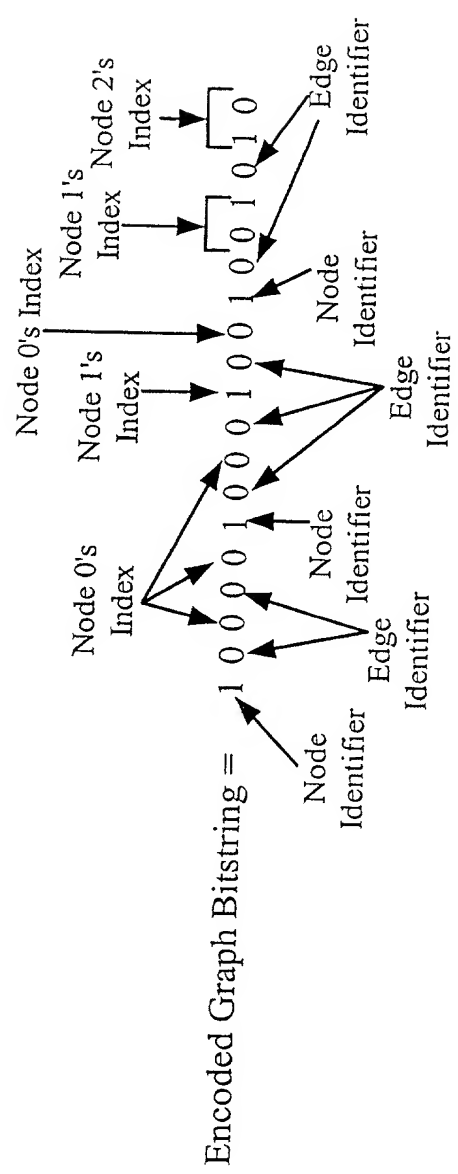 Node 0's
Index
Node 1's
Index
Node 0's Index
Node 1's
Index
Node 2's
Index
Encoded Graph Bitstring = 1 0 0 0 0 1 0 0 0 1 0 0 1 0 0 1 0 1 0
Node
Identifier
Edge
Identifier
Node
Identifier
Edge
Identifier
Node
Identifier
Edge
Identifier